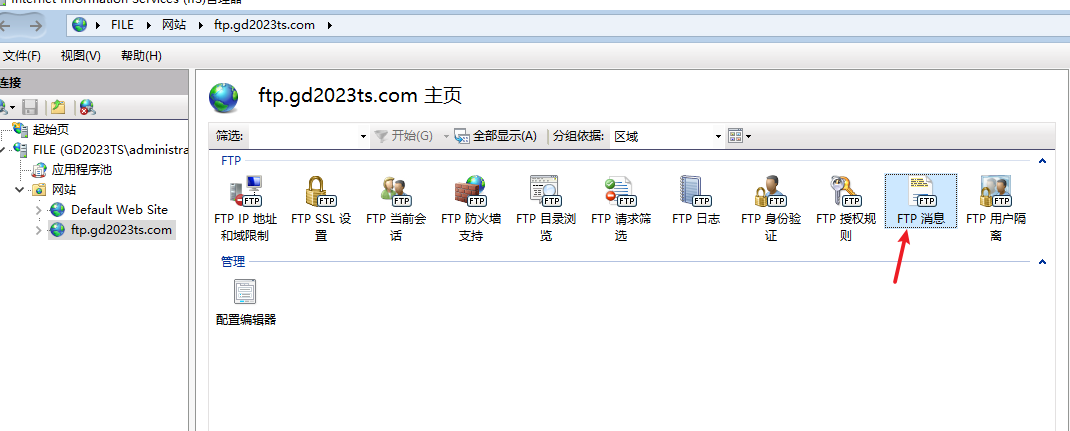 Internet Information Services (IIS)管理器
FILE 网站 ftp.gd2023ts.com
文件(F) 视图(V) 帮助(H)
连接
起始页
FILE (GD2023TS\administra
应用程序池
网站
Default Web Site
ftp.gd2023ts.com
ftp.gd2023ts.com 主页
筛选: 开始(G) 全部显示(A) 分组依据: 区域
FTP
FTP IP 地址
和域限制
FTP SSL 设
置
FTP 当前会
话
FTP 防火墙
支持
FTP 目录浏
览
FTP 请求筛
选
FTP 日志
FTP 身份验
证
FTP 授权规
则
FTP 消息
FTP 用户隔
离
管理
配置编辑器